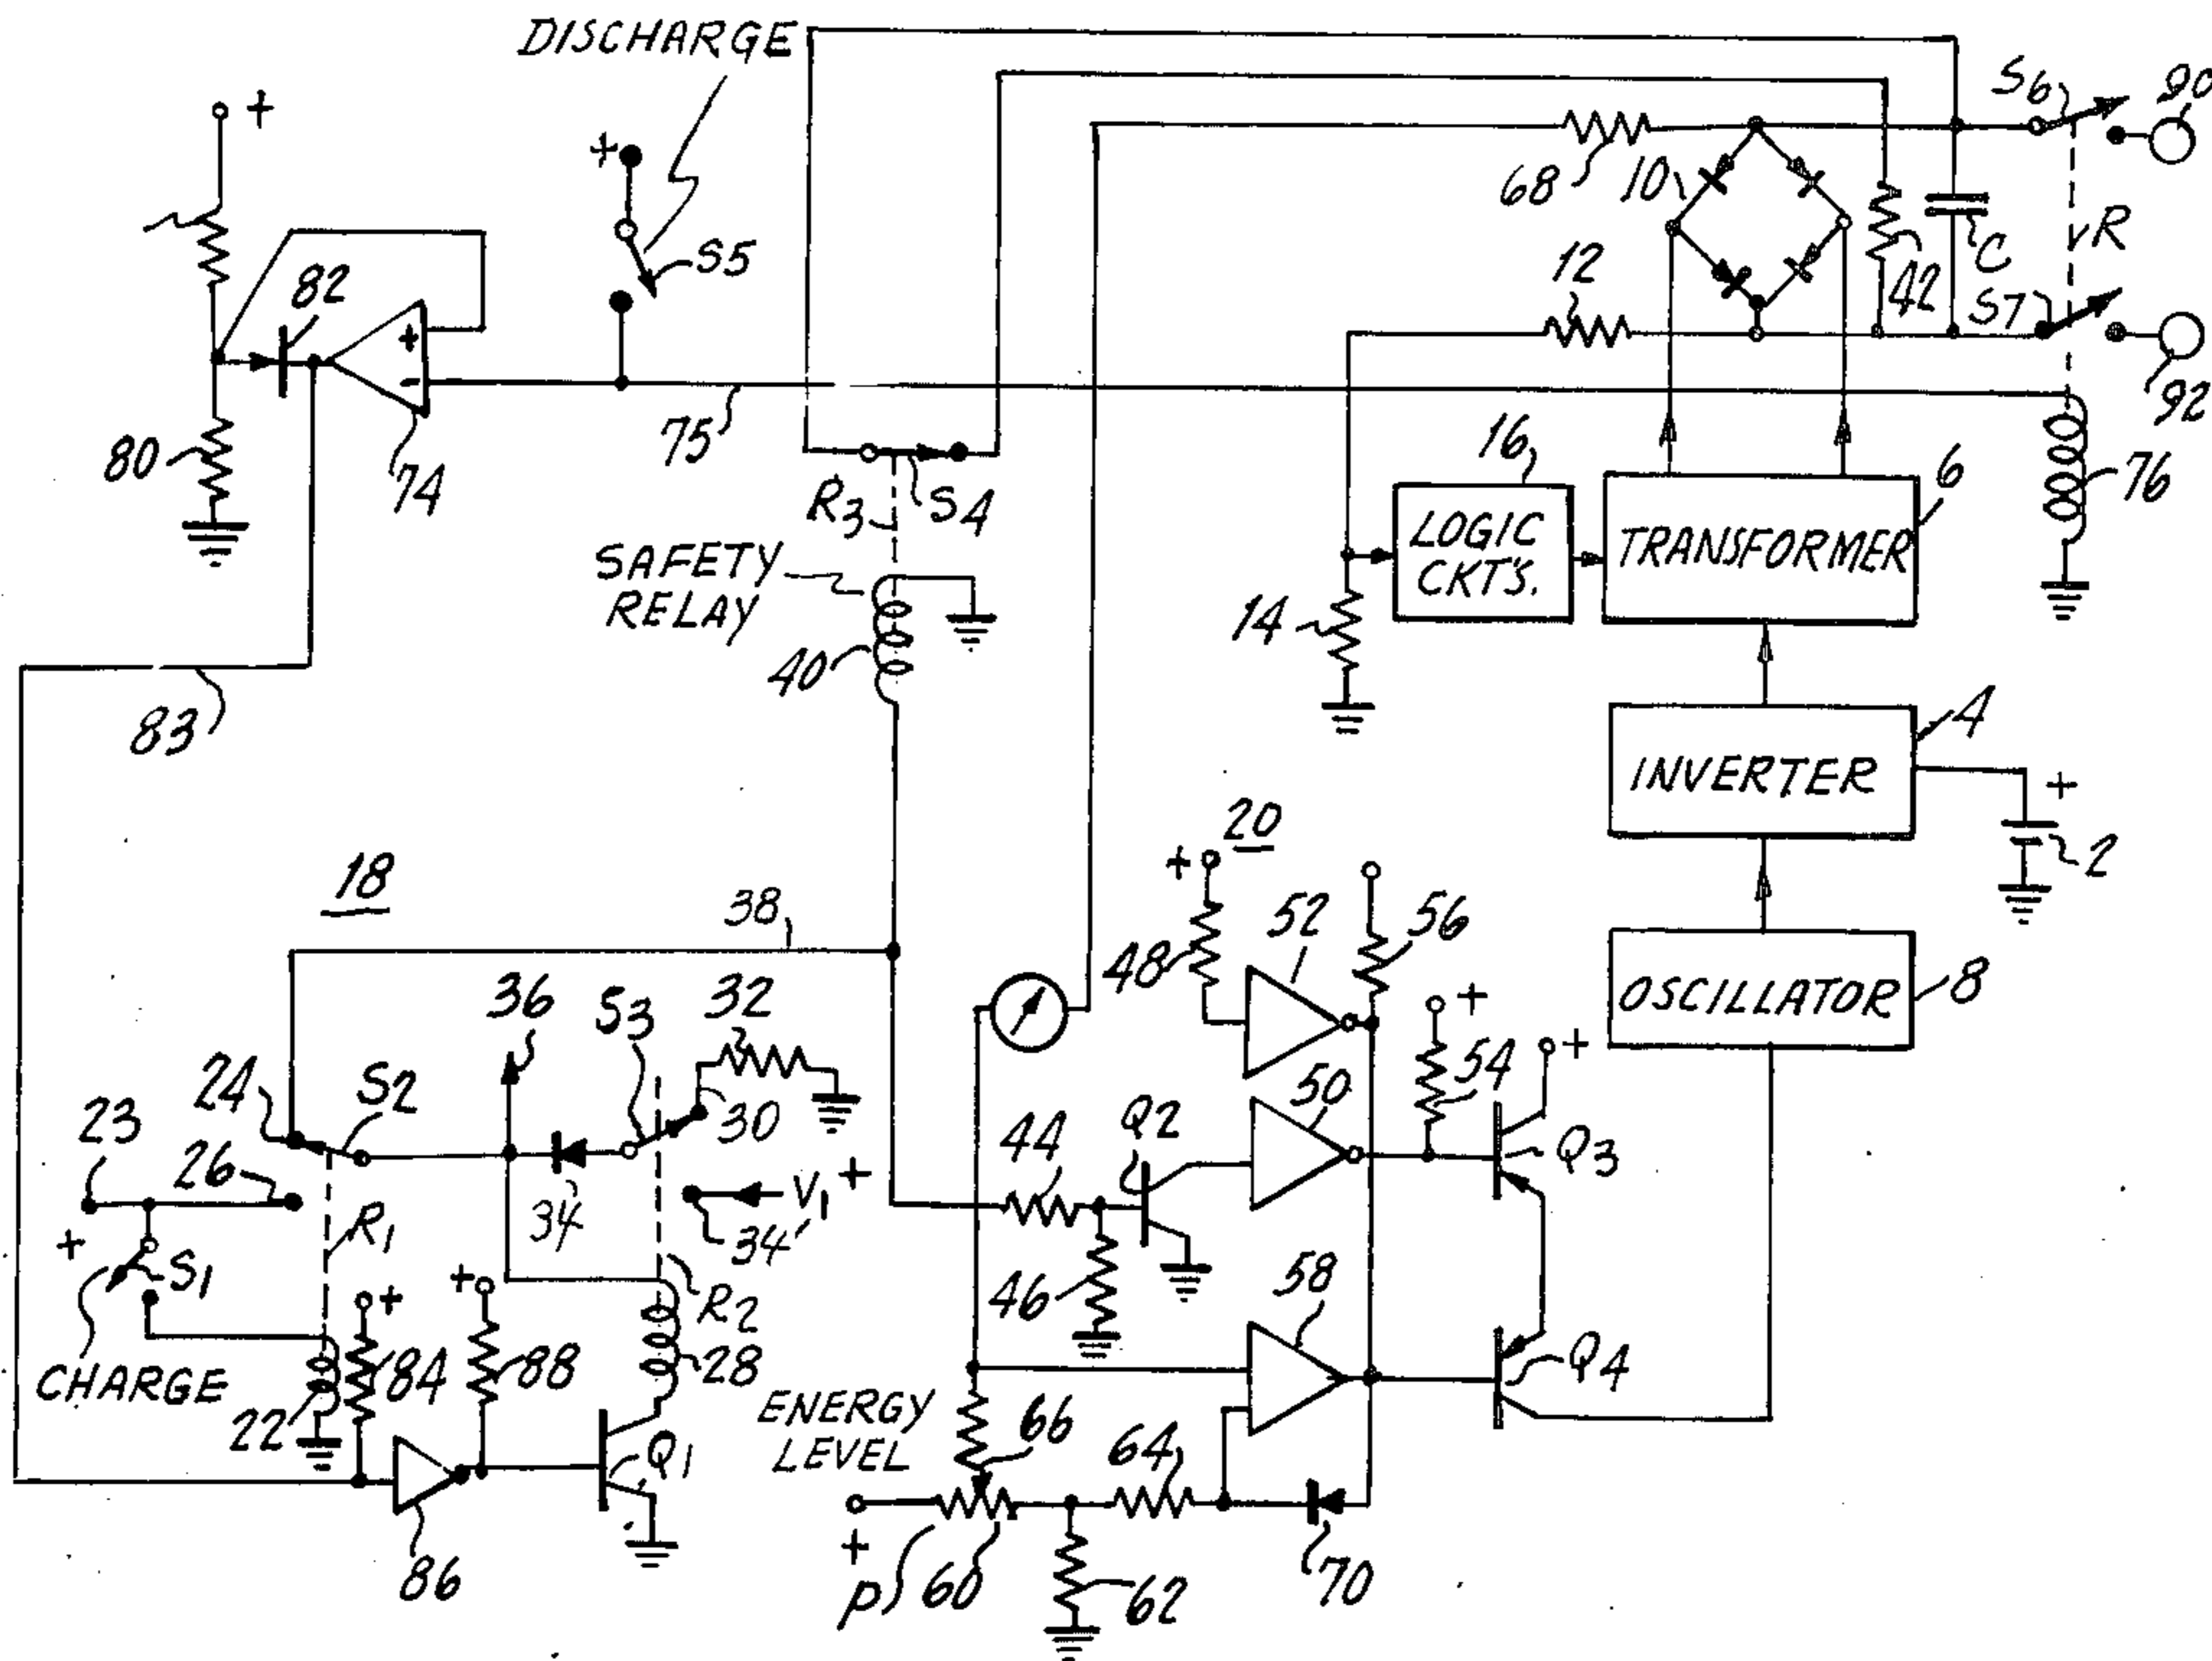 DISCHARGE
+
+
S5
82
+
-
80
74
75
83
68
10
12
42
C
S6
90
R
S7
92
76
R3
S4
SAFETY
RELAY
40
16
LOGIC
CKT'S.
TRANSFORMER
6
14
INVERTER
4
+
2
OSCILLATOR
8
18
38
36
S3
32
30
24
S2
23
26
34
V1
+
34'
+
S1
R1
CHARGE
22
+
84
+
88
R2
28
Q1
86
20
+
48
52
56
50
+
54
+
Q3
44
Q2
46
58
Q4
ENERGY
LEVEL
66
64
+
P
60
62
70